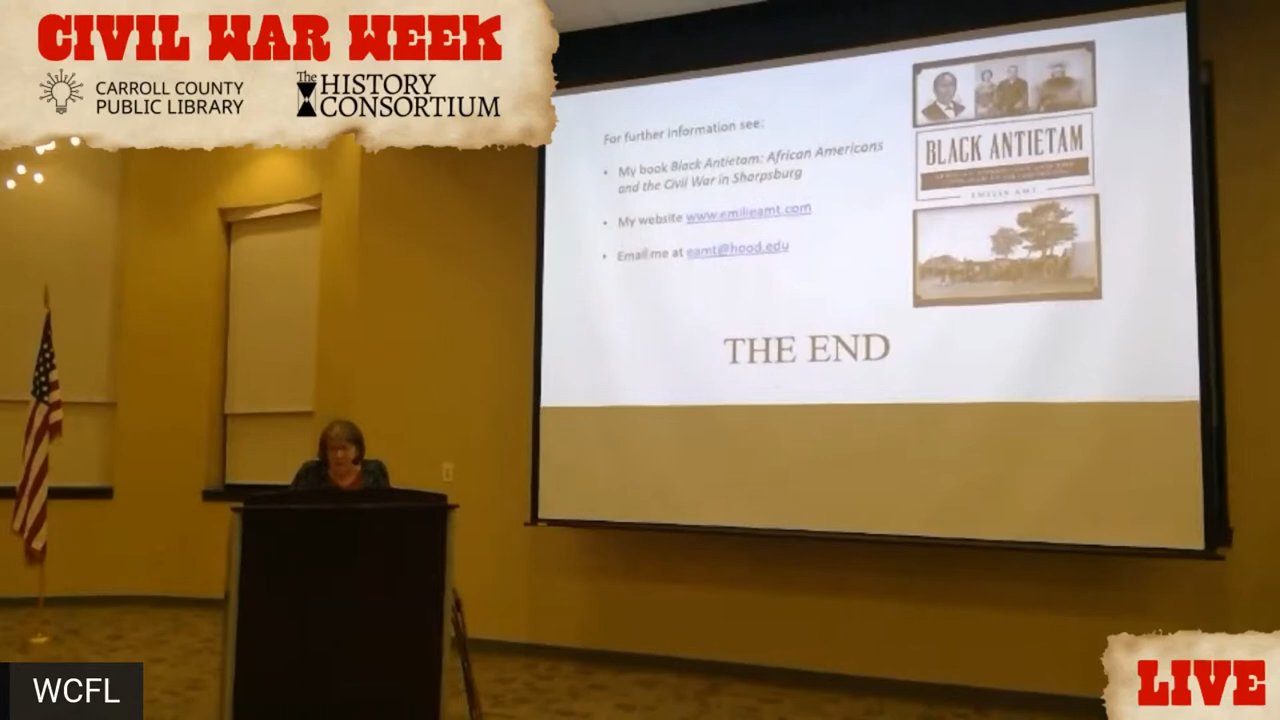 CIVIL WAR WEEK
CARROLL COUNTY
PUBLIC LIBRARY
The
HISTORY
CONSORTIUM
For further information see:
• My book Black Antietam: African Americans
and the Civil War in Sharpsburg
• My website www.emilieamt.com
• Email me at eamt@hood.edu
BLACK ANTIETAM
EMILIE AMT
THE END
WCFL
LIVE